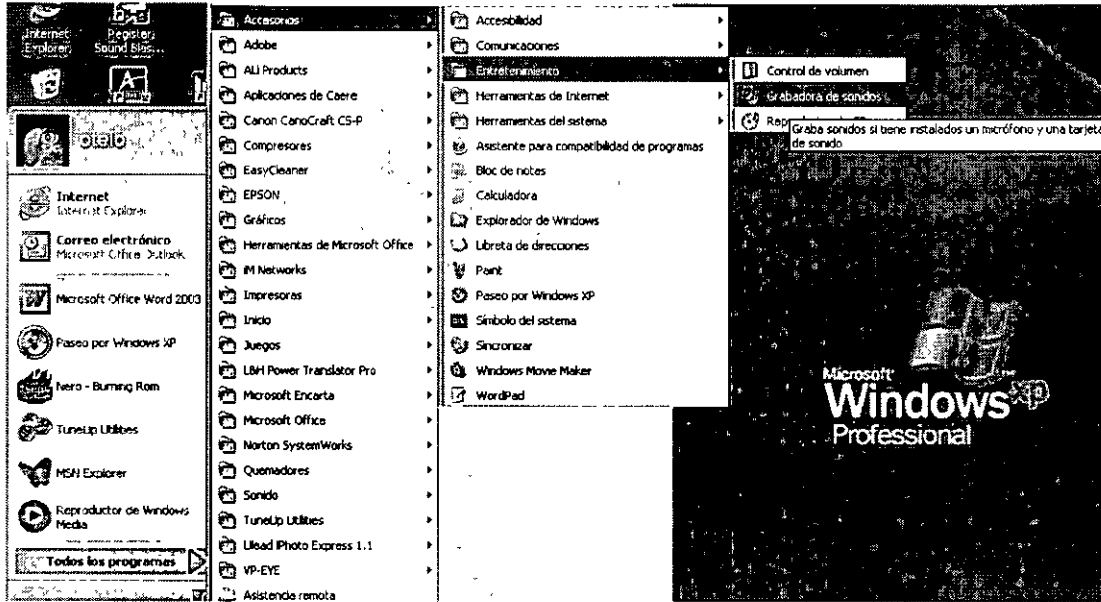 Internet
Explorer
Register
Sound Blas...
otelo
Internet
Internet Explorer
Correo electrónico
Microsoft Office Outlook
Microsoft Office Word 2003
Paseo por Windows XP
Nero - Burning Rom
TuneUp Utilities
MSN Explorer
Reproductor de Windows
Media
Todos los programas
Accesorios
Adobe
ALi Products
Aplicaciones de Caere
Canon CanoCraft CS-P
Compresores
EasyCleaner
EPSON
Gráficos
Herramientas de Microsoft Office
iM Networks
Impresoras
Inicio
Juegos
L&H Power Translator Pro
Microsoft Encarta
Microsoft Office
Norton SystemWorks
Quemadores
Sonido
TuneUp Utilities
Ulead iPhoto Express 1.1
VP-EYE
Asistencia remota
Accesibilidad
Comunicaciones
Entretenimiento
Herramientas de Internet
Herramientas del sistema
Asistente para compatibilidad de programas
Bloc de notas
Calculadora
Explorador de Windows
Libreta de direcciones
Paint
Paseo por Windows XP
Símbolo del sistema
Sincronizar
Windows Movie Maker
WordPad
Control de volumen
Grabadora de sonidos
Graba sonidos si tiene instalados un micrófono y una tarjeta
de sonido
Microsoft
Windows xp
Professional